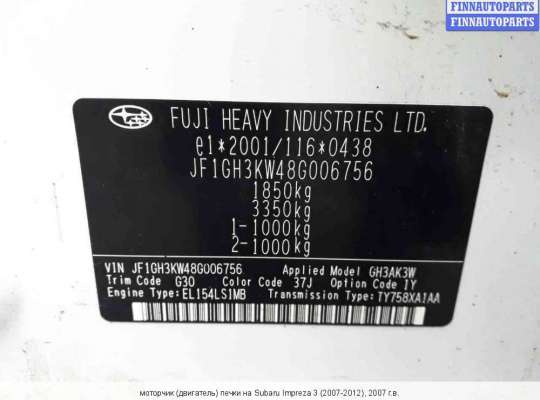 FINNAUTOPARTS
FINNAUTOPARTS
FINNAUTOPARTS
FUJI HEAVY INDUSTRIES LTD.
e1*2001/116*0438
JF1GH3KW48G006756
1850kg
3350kg
1-1000kg
2-1000kg
VIN JF1GH3KW48G006756 Applied Model GH3AK3W
Trim Code G30 Color Code 37J Option Code IY
Engine Type:EL154LS1MB Transmission Type:TY758XA1AA
моторчик (двигатель) печки на Subaru Impreza 3 (2007-2012), 2007 г.в.